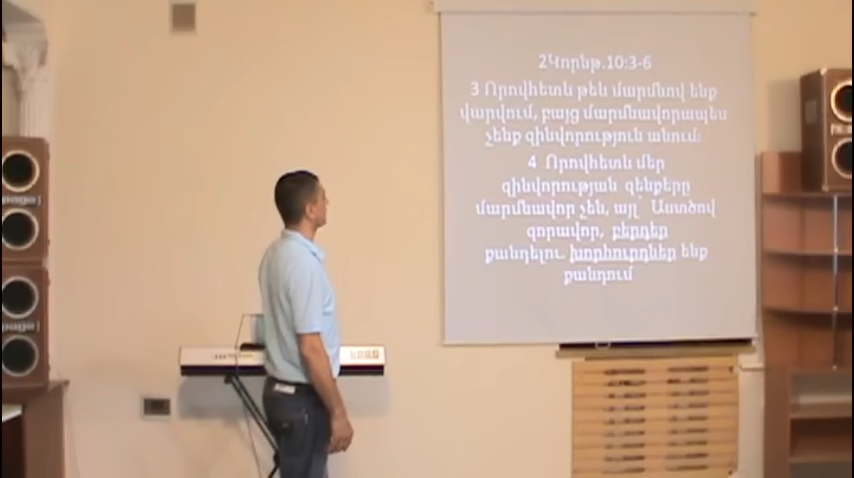 2Կորնթ.10:3-6
3 Որովհետև թեև մարմնով ենք
վարվում, բայց մարմնավորապես
չենք զինվորություն անում։
4 Որովհետև մեր
զինվորության զենքերը
մարմնավոր չեն, այլ՝ Աստծով
զորավոր, բերդեր
քանդելու. խորհուրդներ ենք
քանդում
KORG